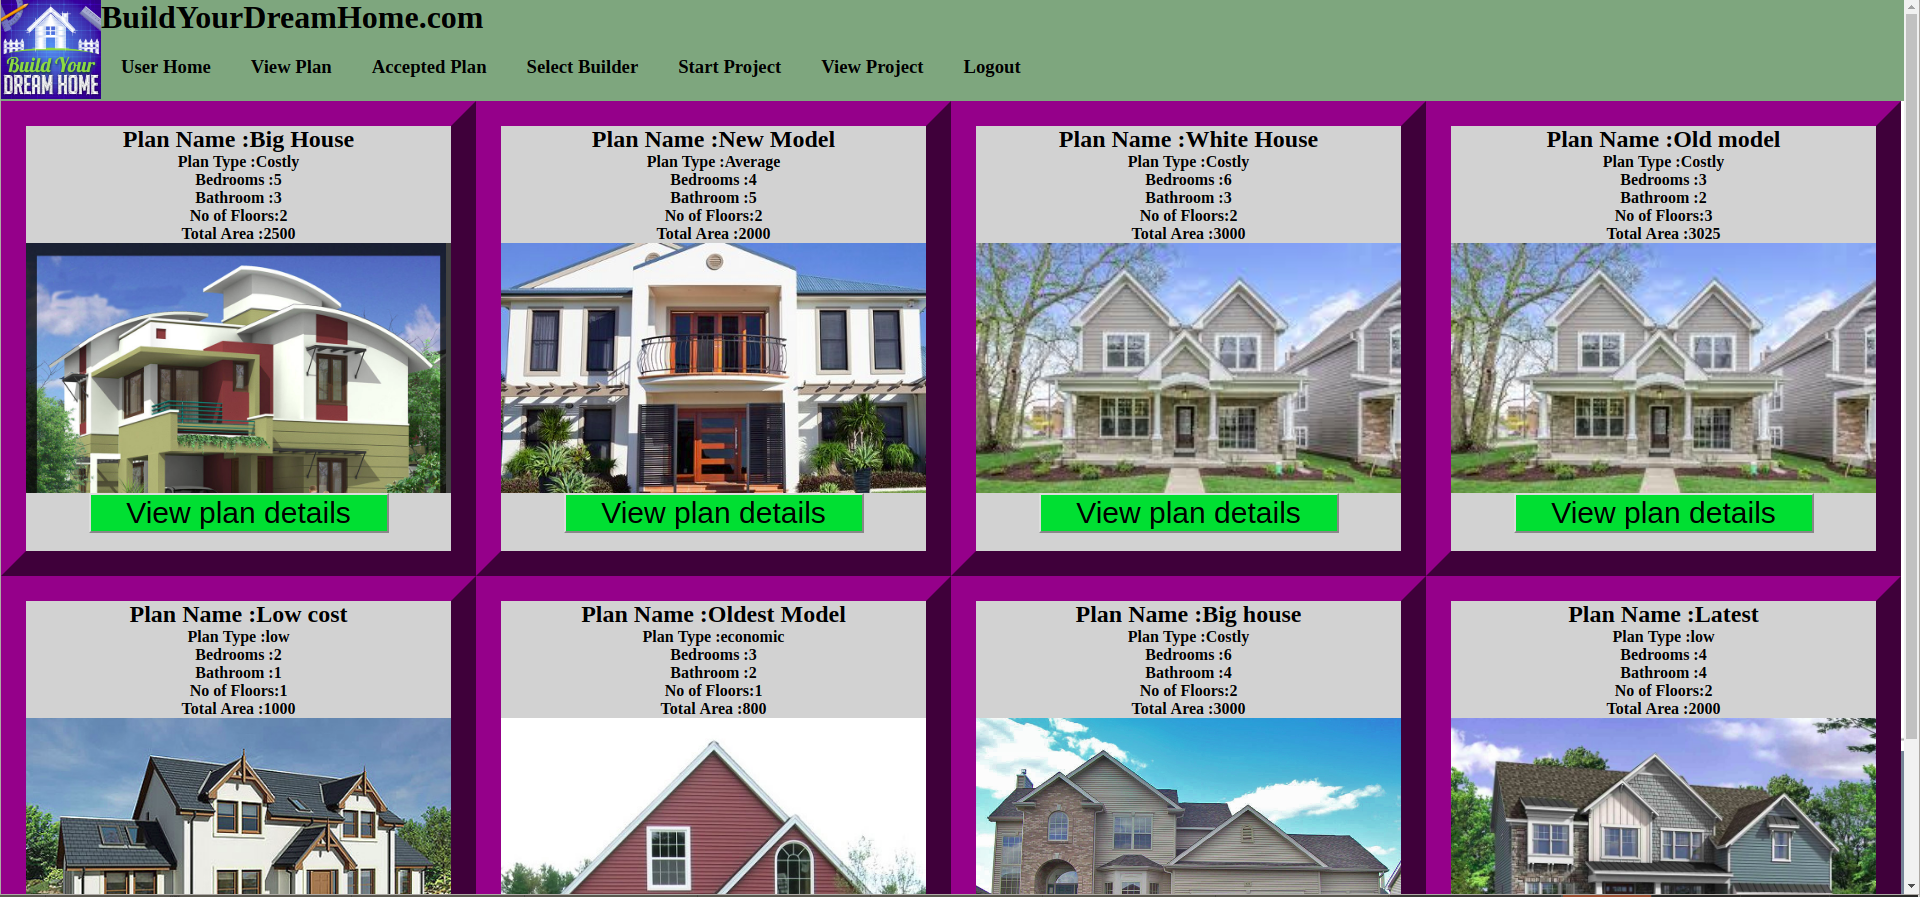 Build Your
DREAM HOME
BuildYourDreamHome.com
User Home View Plan Accepted Plan Select Builder Start Project View Project Logout
Plan Name :Big House
Plan Type :Costly
Bedrooms :5
Bathroom :3
No of Floors:2
Total Area :2500
View plan details
Plan Name :New Model
Plan Type :Average
Bedrooms :4
Bathroom :5
No of Floors:2
Total Area :2000
View plan details
Plan Name :White House
Plan Type :Costly
Bedrooms :6
Bathroom :3
No of Floors:2
Total Area :3000
View plan details
Plan Name :Old model
Plan Type :Costly
Bedrooms :3
Bathroom :2
No of Floors:3
Total Area :3025
View plan details
Plan Name :Low cost
Plan Type :low
Bedrooms :2
Bathroom :1
No of Floors:1
Total Area :1000
Plan Name :Oldest Model
Plan Type :economic
Bedrooms :3
Bathroom :2
No of Floors:1
Total Area :800
Plan Name :Big house
Plan Type :Costly
Bedrooms :6
Bathroom :4
No of Floors:2
Total Area :3000
Plan Name :Latest
Plan Type :low
Bedrooms :4
Bathroom :4
No of Floors:2
Total Area :2000